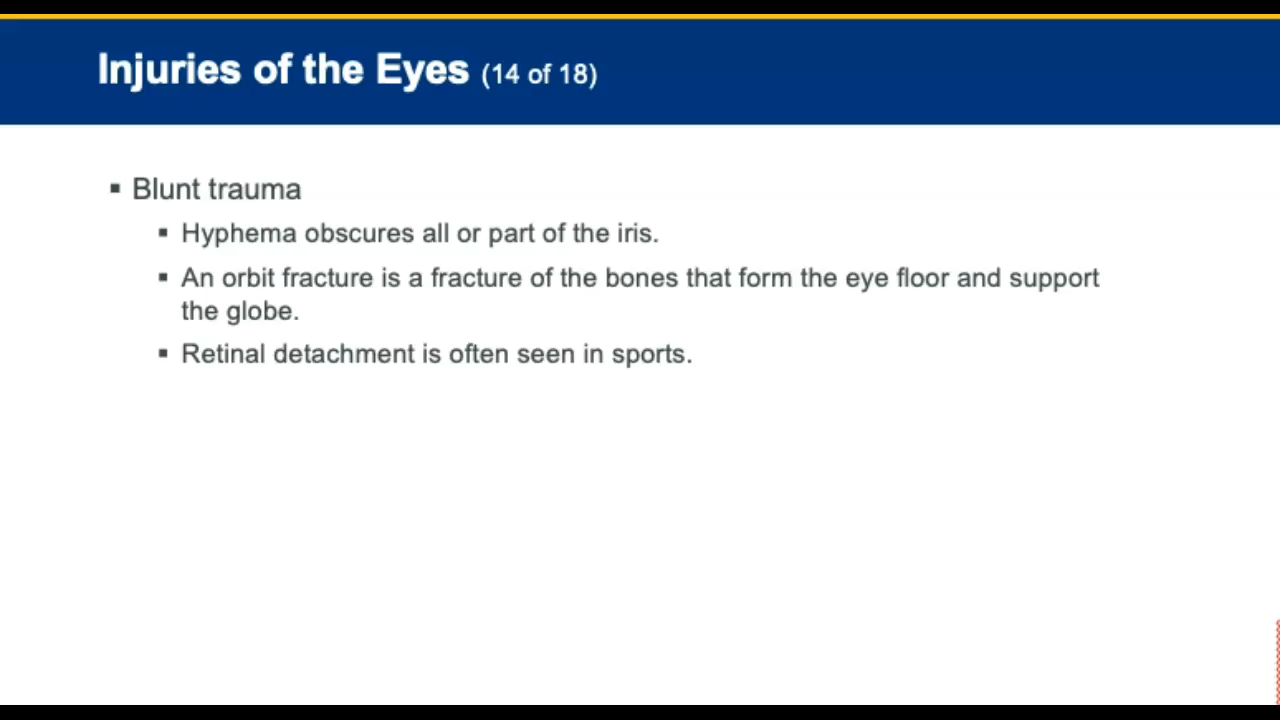 Injuries of the Eyes (14 of 18)
▪ Blunt trauma
▪ Hyphema obscures all or part of the iris.
▪ An orbit fracture is a fracture of the bones that form the eye floor and support
the globe.
▪ Retinal detachment is often seen in sports.